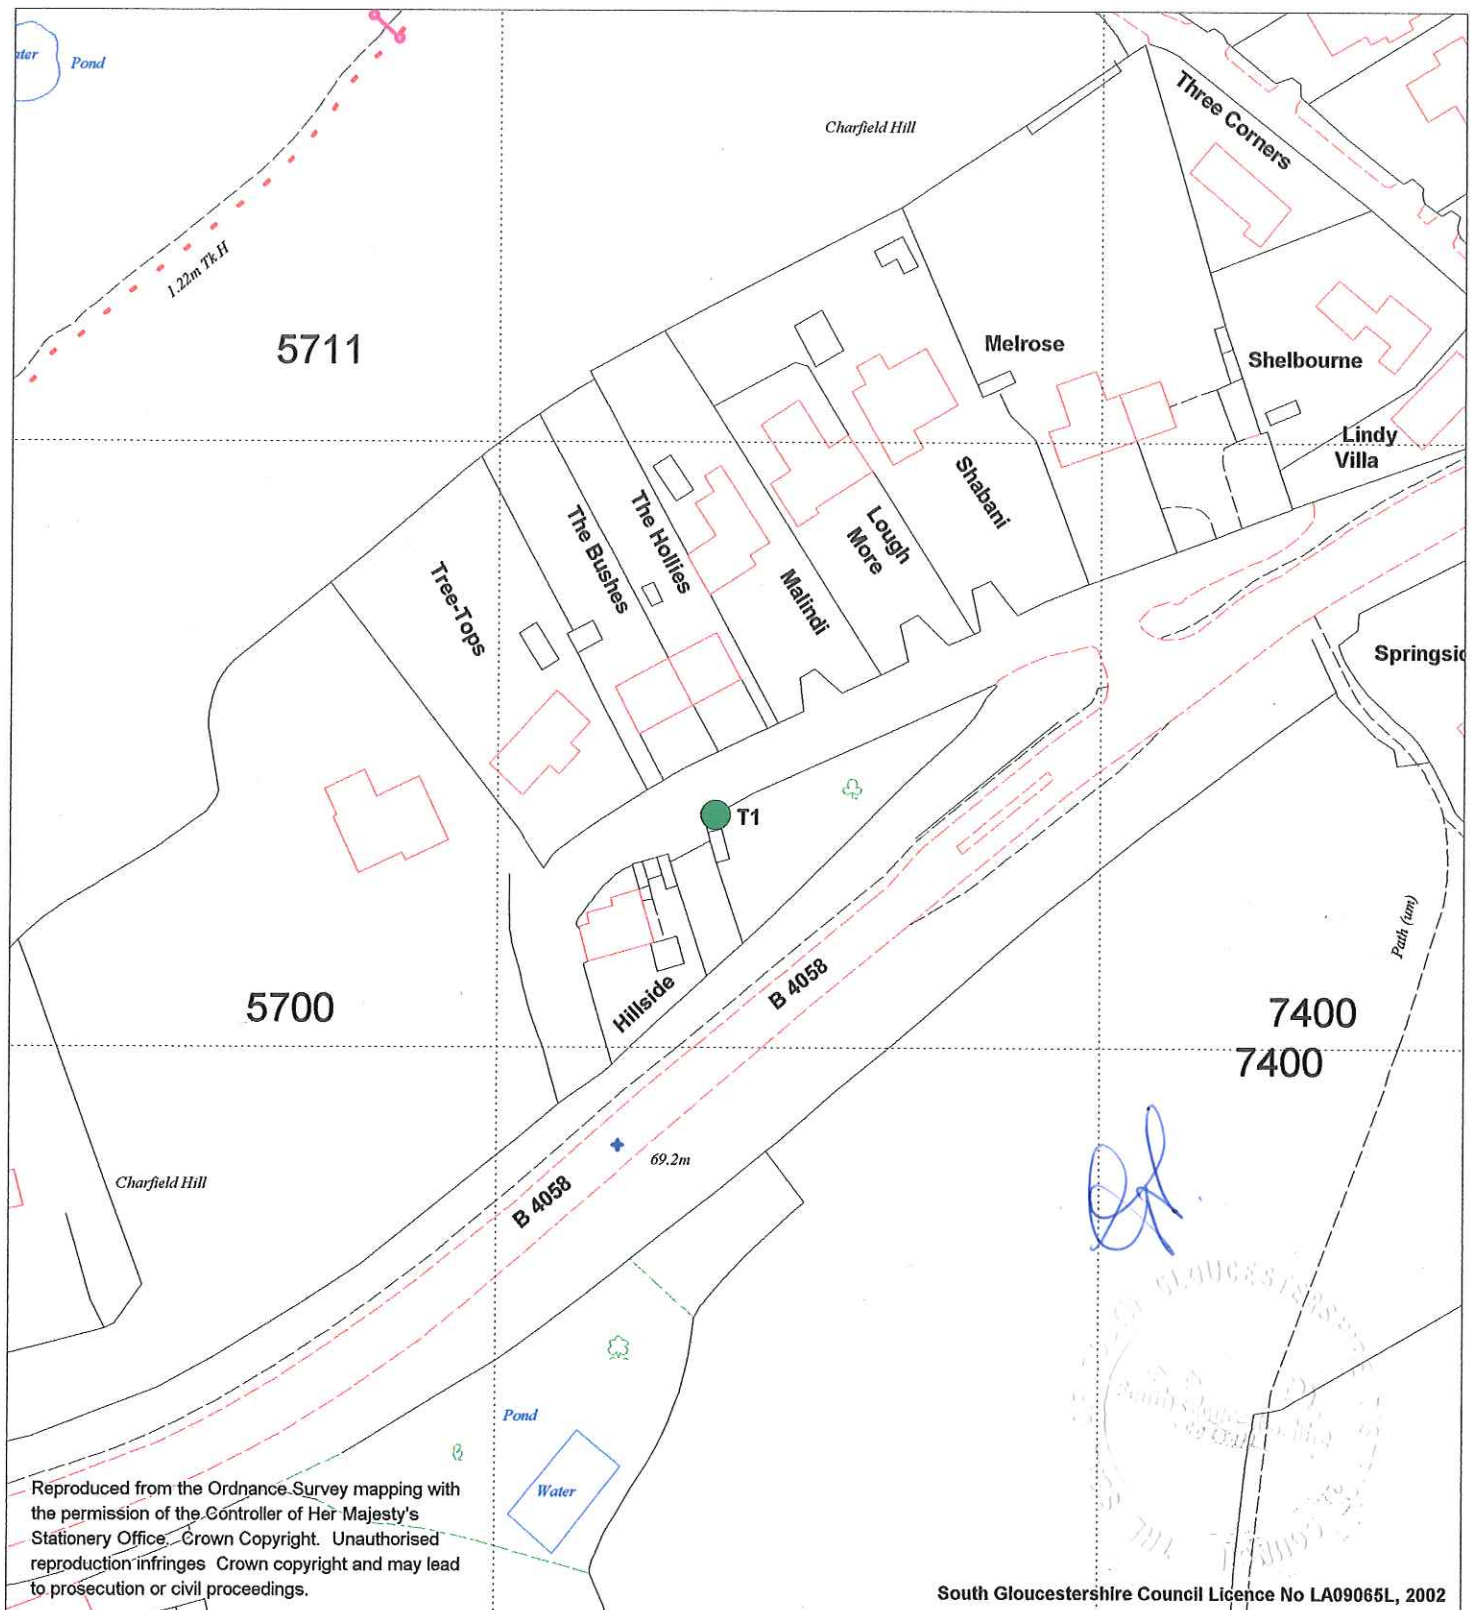 Pond
Charfield Hill
Three Corners
1.22m Tk H
5711
Melrose
Shelbourne
Lindy
Villa
Shabani
Lough
More
The Hollies
The Bushes
Malindi
Tree-Tops
T1
Path (um)
B 4058
5700
Hillside
7400
7400
69.2m
Charfield Hill
B 4058
Pond
Water
Reproduced from the Ordnance Survey mapping with
the permission of the Controller of Her Majesty's
Stationery Office. Crown Copyright. Unauthorised
reproduction infringes Crown copyright and may lead
to prosecution or civil proceedings.
South Gloucestershire Council Licence No LA09065L, 2002